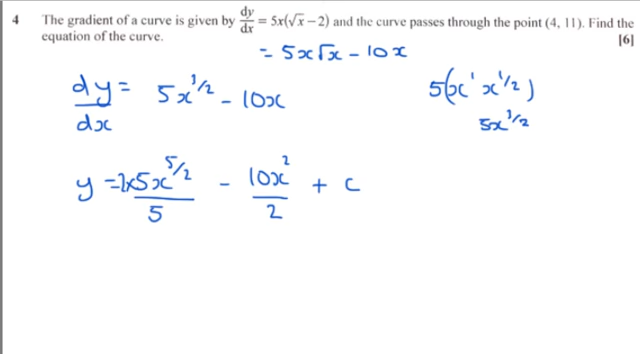 4 The gradient of a curve is given by dy/dx = 5x(√x − 2) and the curve passes through the point (4, 11). Find the
equation of the curve. [6]
= 5x√x − 10x
dy/dx = 5x^3/2 − 10x
5(x^1 x^1/2)
5x^3/2
y = 2×5x^5/2 / 5 − 10x^2 / 2 + c